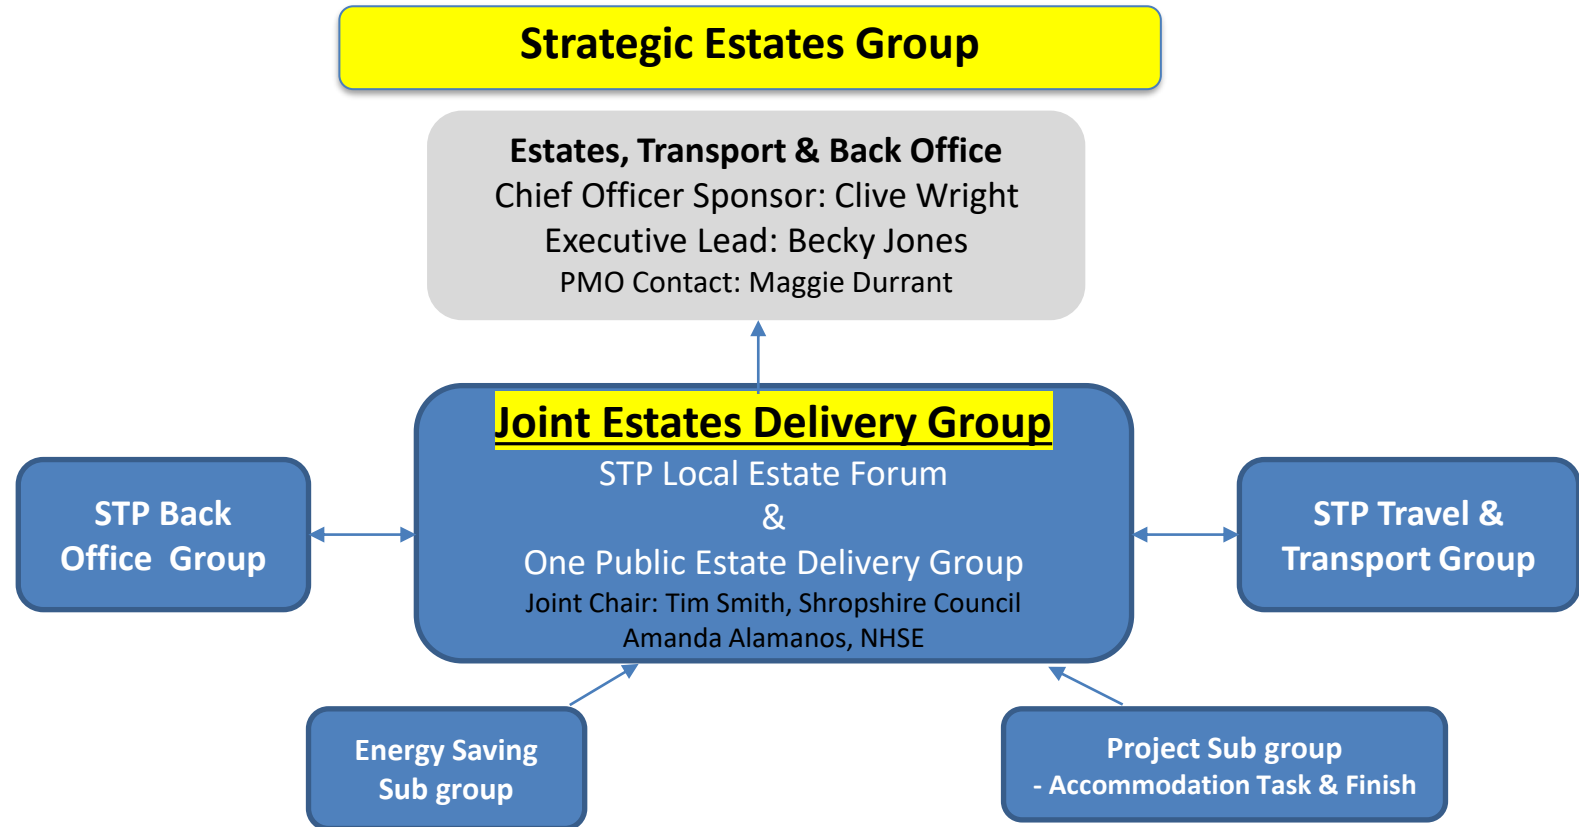 Strategic Estates Group
Estates, Transport & Back Office
Chief Officer Sponsor: Clive Wright
Executive Lead: Becky Jones
PMO Contact: Maggie Durrant
Joint Estates Delivery Group
STP Local Estate Forum
&
One Public Estate Delivery Group
Joint Chair: Tim Smith, Shropshire Council
Amanda Alamanos, NHSE
STP Back
Office Group
STP Travel &
Transport Group
Energy Saving
Sub group
Project Sub group
- Accommodation Task & Finish